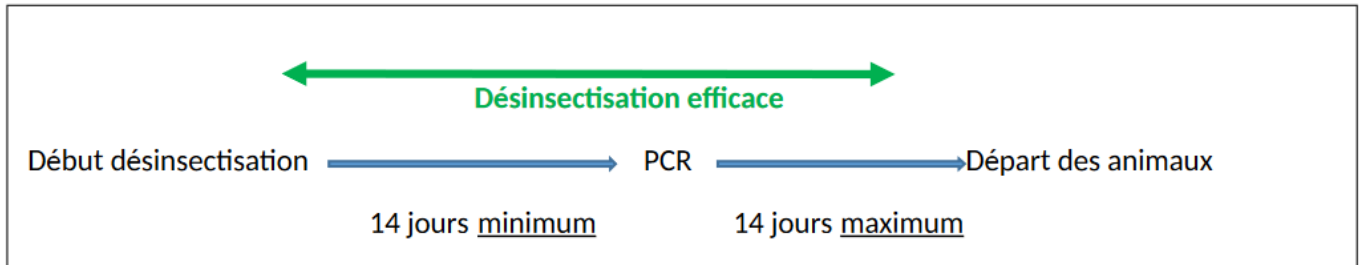 Désinsectisation efficace
Début désinsectisation PCR Départ des animaux
14 jours minimum 14 jours maximum